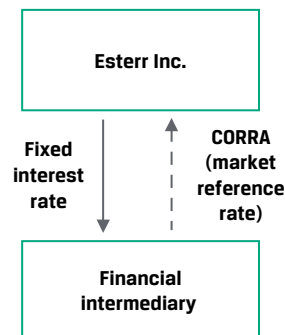 Esterr Inc.
Fixed
interest
rate
CORRA
(market
reference
rate)
Financial
intermediary